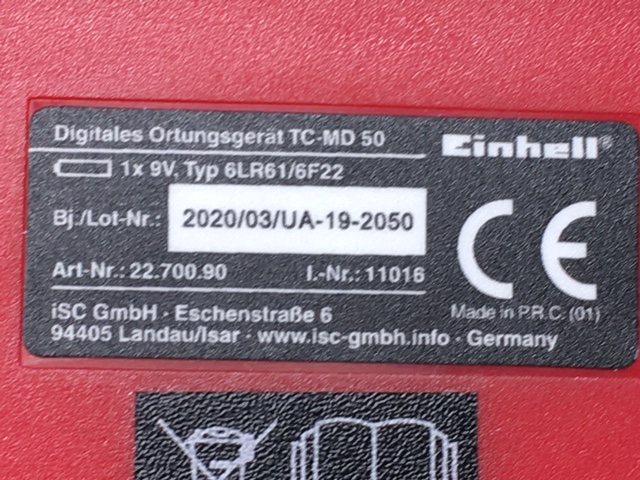 Digitales Ortungsgerät TC-MD 50
Einhell®
1x 9V, Typ 6LR61/6F22
Bj./Lot-Nr.: 2020/03/UA-19-2050
CE
Art-Nr.: 22.700.90 I.-Nr.: 11016
iSC GmbH · Eschenstraße 6
Made in P.R.C. (01)
94405 Landau/Isar · www.isc-gmbh.info · Germany